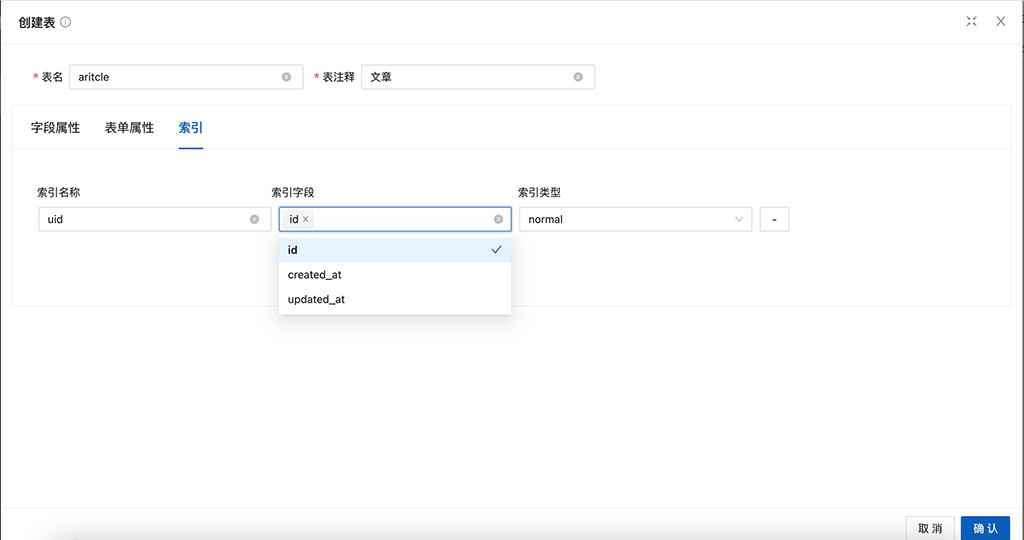 创建表
* 表名 aritcle * 表注释 文章
字段属性 表单属性 索引
索引名称 索引字段 索引类型
uid id normal -
id
created_at
updated_at
取 消 确 认